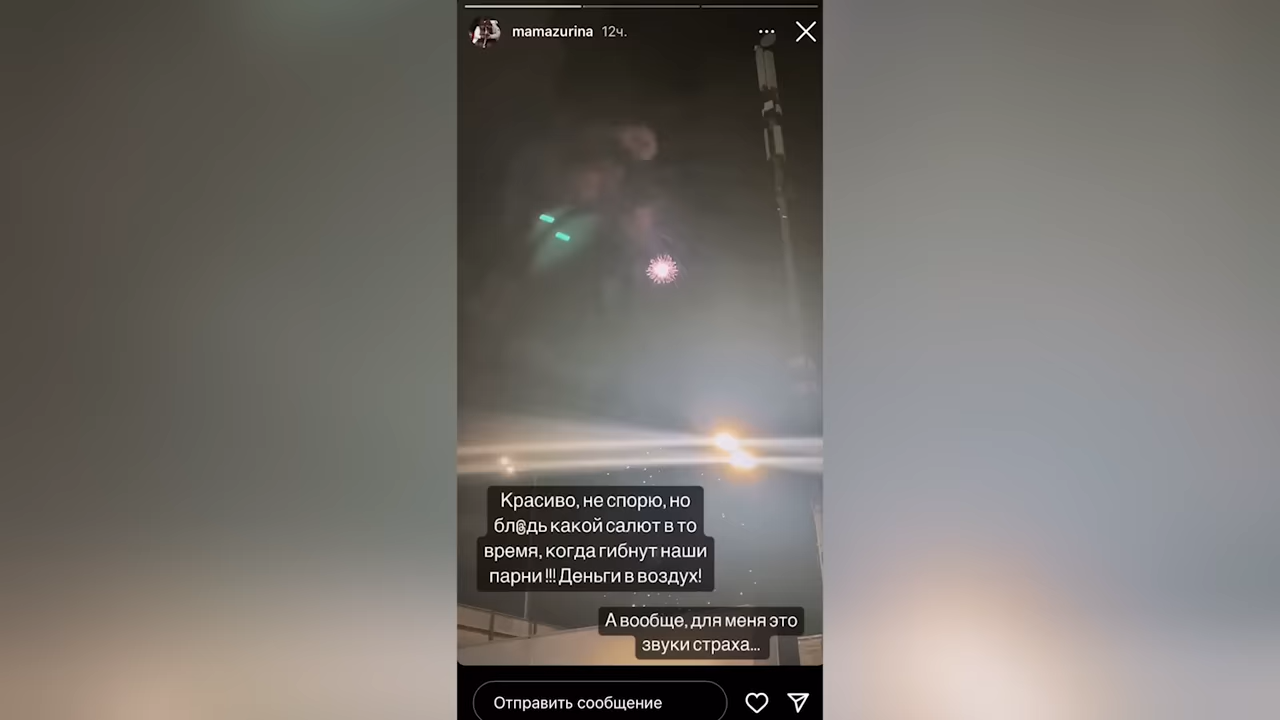 mamazurina 12ч.
Красиво, не спорю, но
бл@дь какой салют в то
время, когда гибнут наши
парни !!! Деньги в воздух!
А вообще, для меня это
звуки страха...
Отправить сообщение